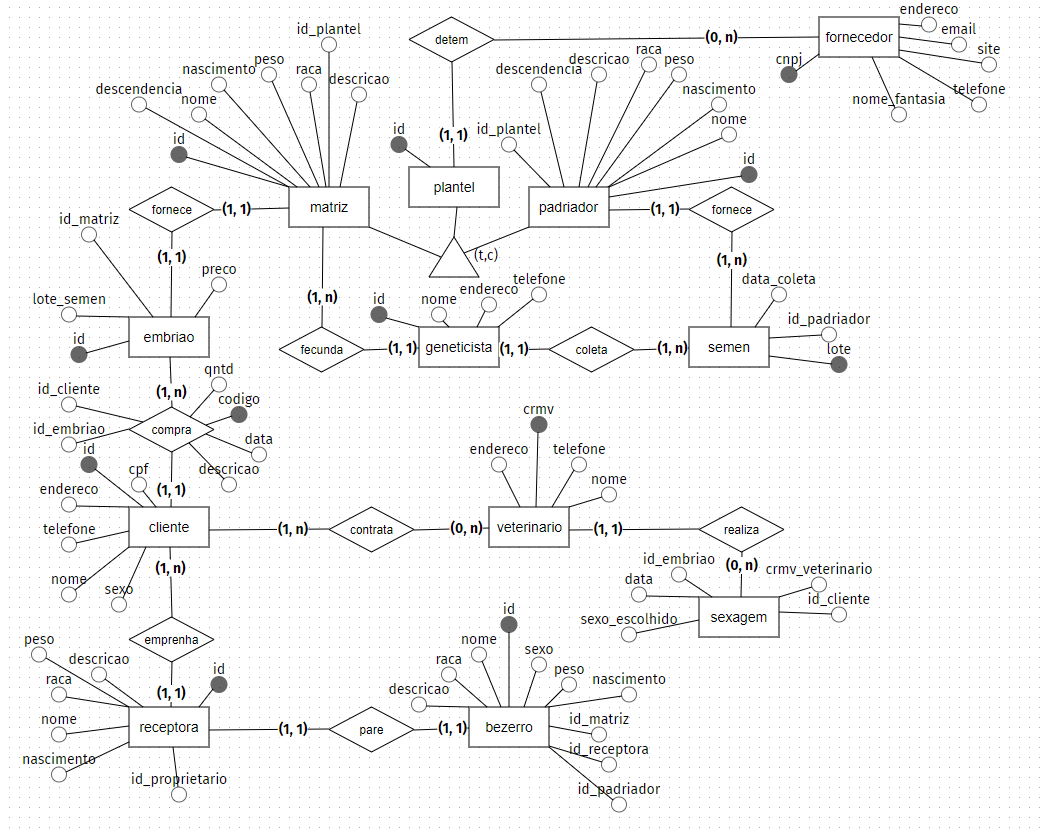 endereco
id_plantel
email
detem
(0, n)
fornecedor
raca
site
peso
descricao
peso
cnpj
nascimento
raca
descendencia
telefone
descricao
nascimento
descendencia
nome_fantasia
nome
nome
id
id_plantel
(1, 1)
id
id
plantel
matriz
padriador
fornece
(1, 1)
(1, 1)
fornece
id_matriz
(1, 1)
(t,c)
(1, n)
preco
telefone
data_coleta
lote_semen
(1, n)
id
nome
endereco
id_padriador
id
embriao
fecunda
(1, 1)
geneticista
(1, 1)
coleta
(1, n)
semen
lote
qntd
id_cliente
(1, n)
codigo
crmv
id_embriao
compra
data
id
cpf
descricao
endereco
telefone
endereco
(1, 1)
nome
telefone
cliente
(1, n)
contrata
(0, n)
veterinario
(1, 1)
realiza
nome
(1, n)
id_embriao
(0, n)
crmv_veterinario
sexo
data
id_cliente
sexo_escolhido
sexagem
id
peso
emprenha
nome
sexo
descricao
id
raca
peso
raca
(1, 1)
descricao
nascimento
nome
receptora
(1, 1)
pare
(1, 1)
bezerro
id_matriz
nascimento
id_receptora
id_proprietario
id_padriador